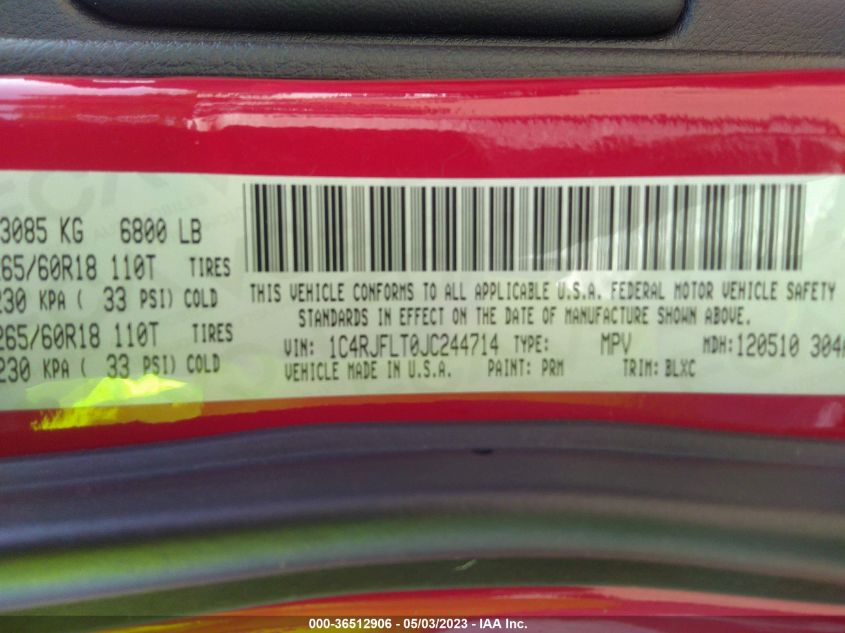 3085 KG 6800 LB
265/60R18 110T TIRES
230 KPA ( 33 PSI) COLD
265/60R18 110T TIRES
230 KPA ( 33 PSI) COLD
THIS VEHICLE CONFORMS TO ALL APPLICABLE U.S.A. FEDERAL MOTOR VEHICLE SAFETY
STANDARDS IN EFFECT ON THE DATE OF MANUFACTURE SHOWN ABOVE.
VIN: 1C4RJFLT0JC244714 TYPE: MPV MDH:120510 304
VEHICLE MADE IN U.S.A. PAINT: PRM TRIM: BLXC
000-36512906 - 05/03/2023 - IAA Inc.